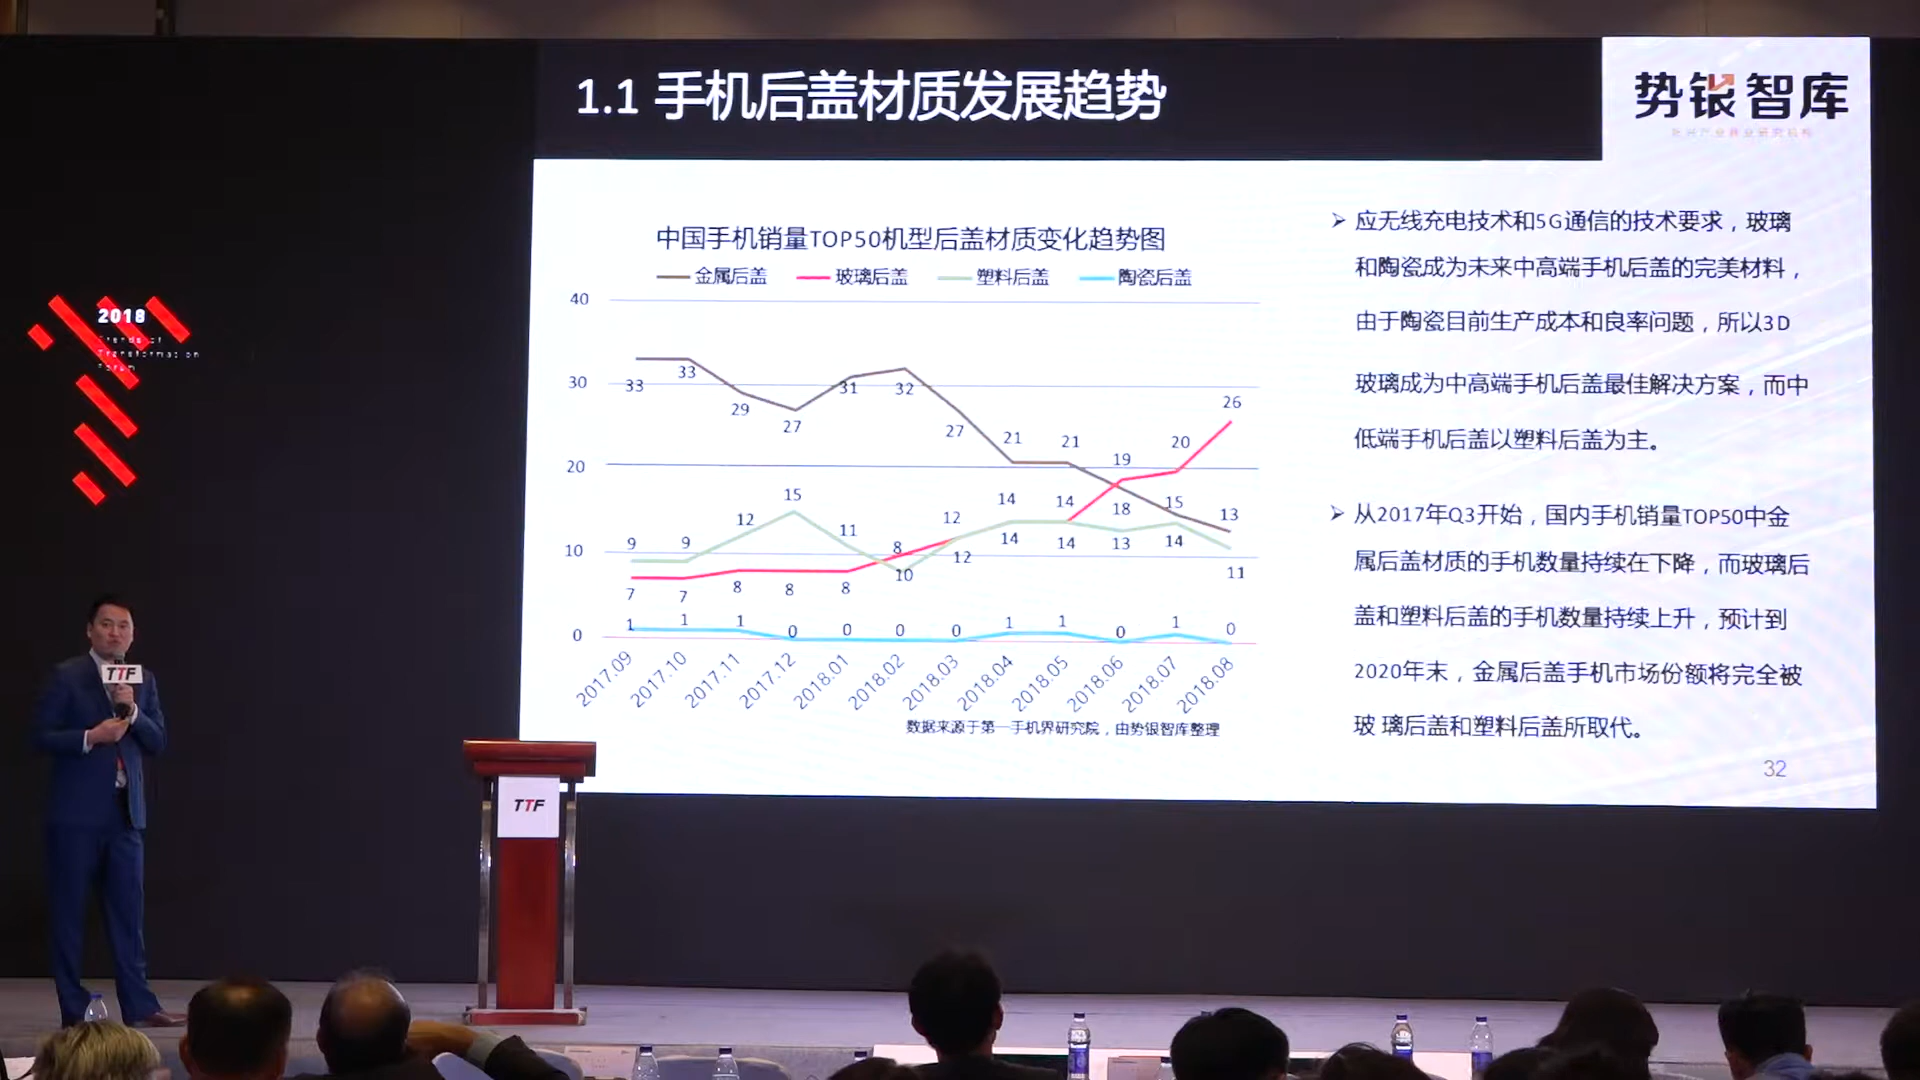 1.1 手机后盖材质发展趋势
势银智库
2018
Trends of
Transformation
Forum
中国手机销量TOP50机型后盖材质变化趋势图
金属后盖 玻璃后盖 塑料后盖 陶瓷后盖
40
30
20
10
0
33 33 29 27 31 32 27 21 21 18 15 13
7 7 8 8 8 10 12 14 14 19 20 26
9 9 12 15 11 8 12 14 14 13 14 11
1 1 1 0 0 0 0 1 1 0 1 0
2017.09 2017.10 2017.11 2017.12 2018.01 2018.02 2018.03 2018.04 2018.05 2018.06 2018.07 2018.08
数据来源于第一手机界研究院，由势银智库整理
➢ 应无线充电技术和5G通信的技术要求，玻璃
和陶瓷成为未来中高端手机后盖的完美材料，
由于陶瓷目前生产成本和良率问题，所以3D
玻璃成为中高端手机后盖最佳解决方案，而中
低端手机后盖以塑料后盖为主。
➢ 从2017年Q3开始，国内手机销量TOP50中金
属后盖材质的手机数量持续在下降，而玻璃后
盖和塑料后盖的手机数量持续上升，预计到
2020年末，金属后盖手机市场份额将完全被
玻 璃后盖和塑料后盖所取代。
32
TTF
TTF